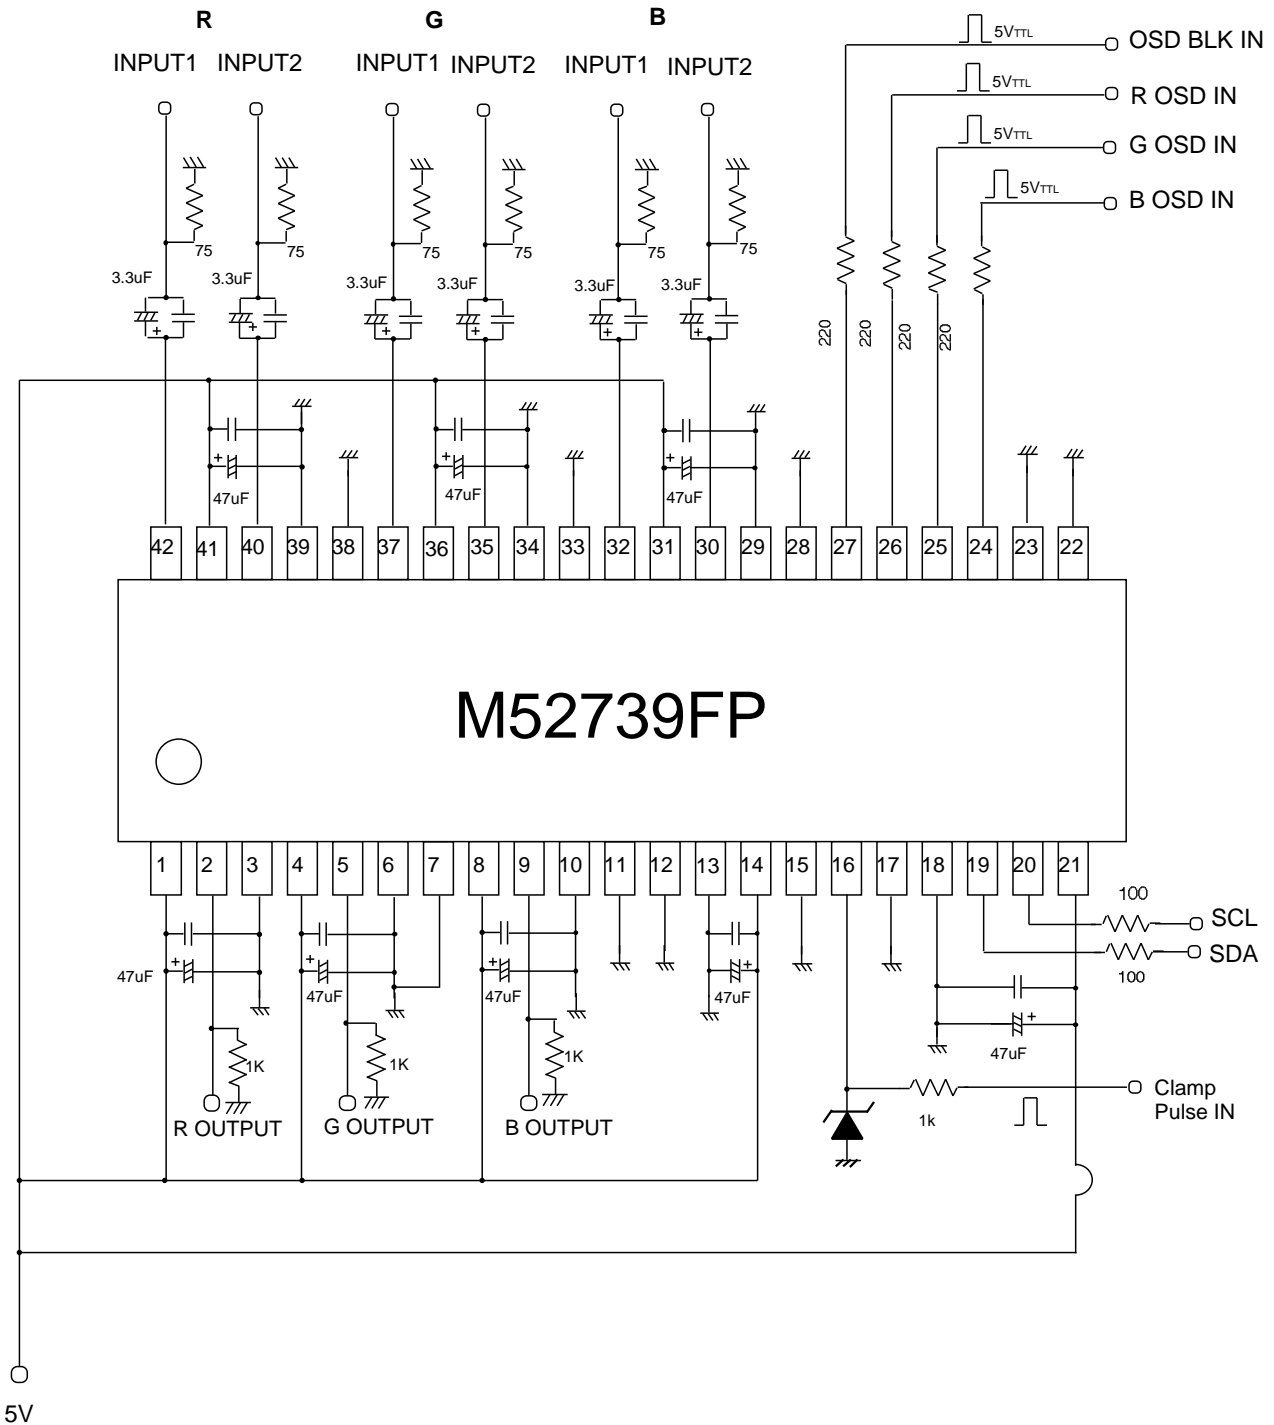 R G B
INPUT1 INPUT2 INPUT1 INPUT2 INPUT1 INPUT2
5VTTL OSD BLK IN
5VTTL R OSD IN
5VTTL G OSD IN
5VTTL B OSD IN
75 75 75 75 75 75
3.3uF 3.3uF 3.3uF 3.3uF 3.3uF 3.3uF
+ + + + + +
220 220 220 220
+ + +
47uF 47uF 47uF
42 41 40 39 38 37 36 35 34 33 32 31 30 29 28 27 26 25 24 23 22
M52739FP
1 2 3 4 5 6 7 8 9 10 11 12 13 14 15 16 17 18 19 20 21
100 SCL
SDA
100
+ + + +
47uF 47uF 47uF 47uF
+
47uF
1K 1K 1K
R OUTPUT G OUTPUT B OUTPUT
1k
Clamp
Pulse IN
5V